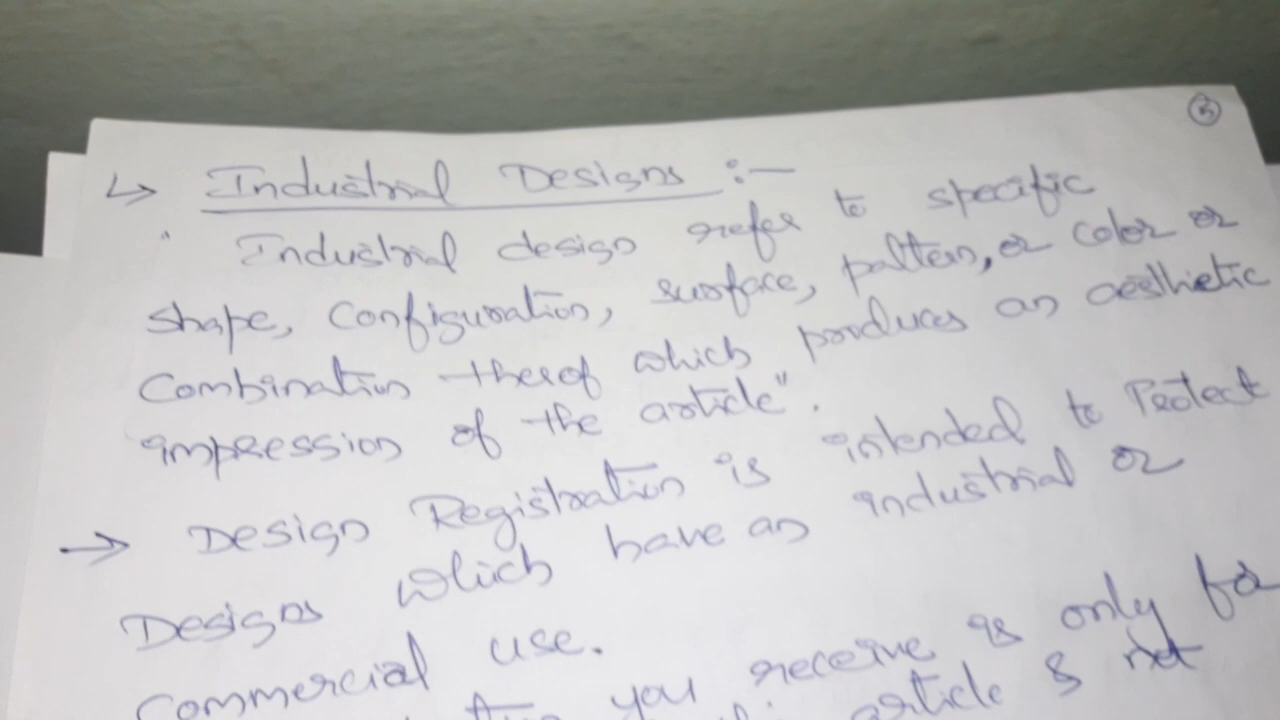 ③
↳ Industrial Designs :-
" Industrial design refer to specific
shape, Configuration, surface, pattern, or color or
Combination thereof which produces an aesthetic
impression of the article".
→ Design Registration is intended to Protect
Designs which have an industrial or
Commercial use.
you receive is only for
article & not